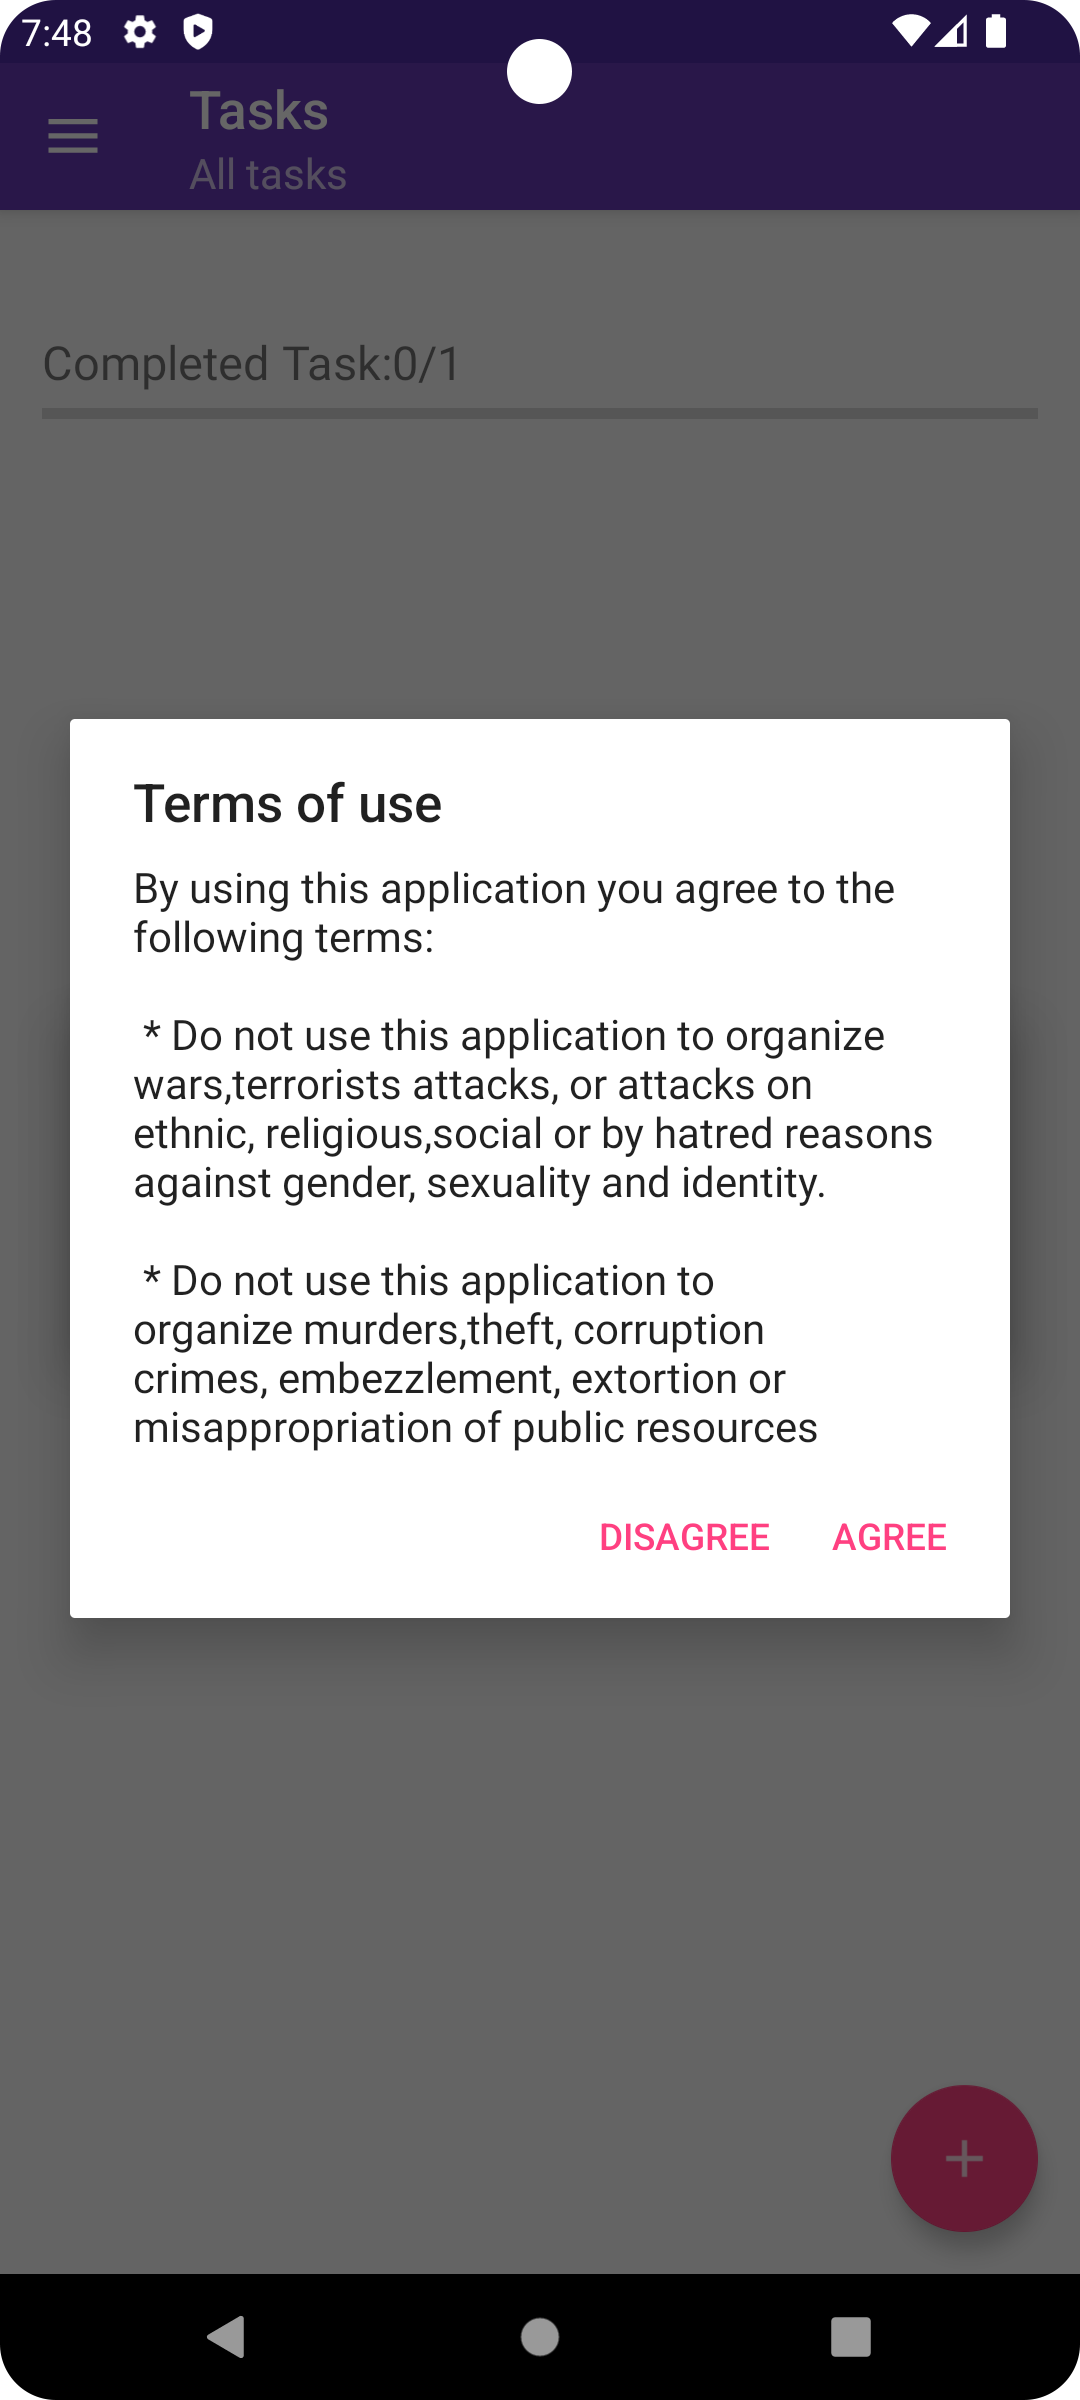 7:48
Tasks
All tasks
Completed Task:0/1
Terms of use
By using this application you agree to the
following terms:
* Do not use this application to organize
wars,terrorists attacks, or attacks on
ethnic, religious,social or by hatred reasons
against gender, sexuality and identity.
* Do not use this application to
organize murders,theft, corruption
crimes, embezzlement, extortion or
misappropriation of public resources
DISAGREE AGREE